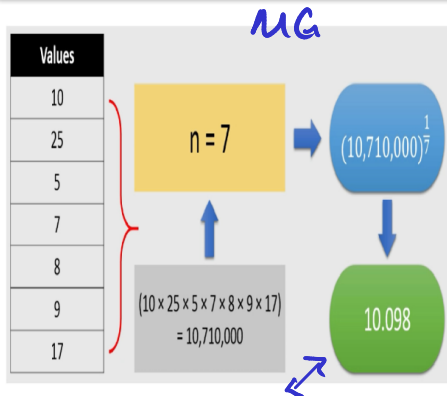 MG
Values
10
25
5
7
8
9
17
n = 7
(10 × 25 × 5 × 7 × 8 × 9 × 17)
= 10,710,000
(10,710,000)^(1/7)
10.098